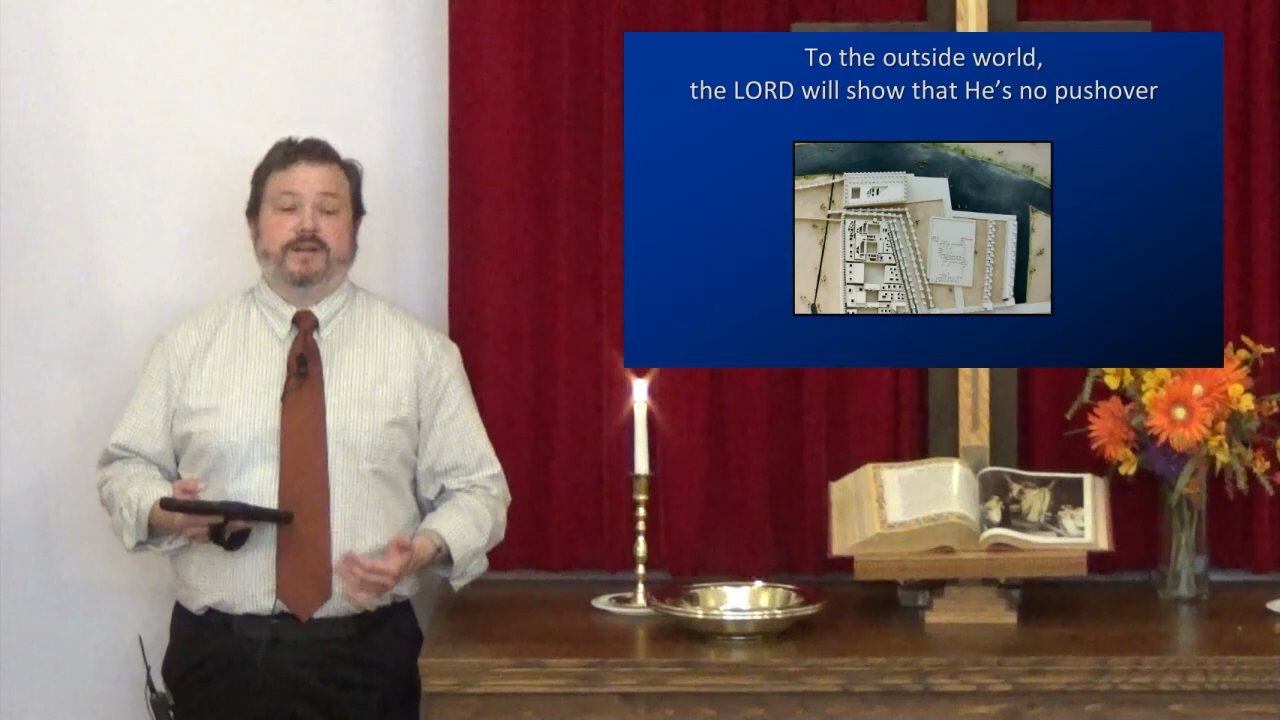 To the outside world,
the LORD will show that He’s no pushover